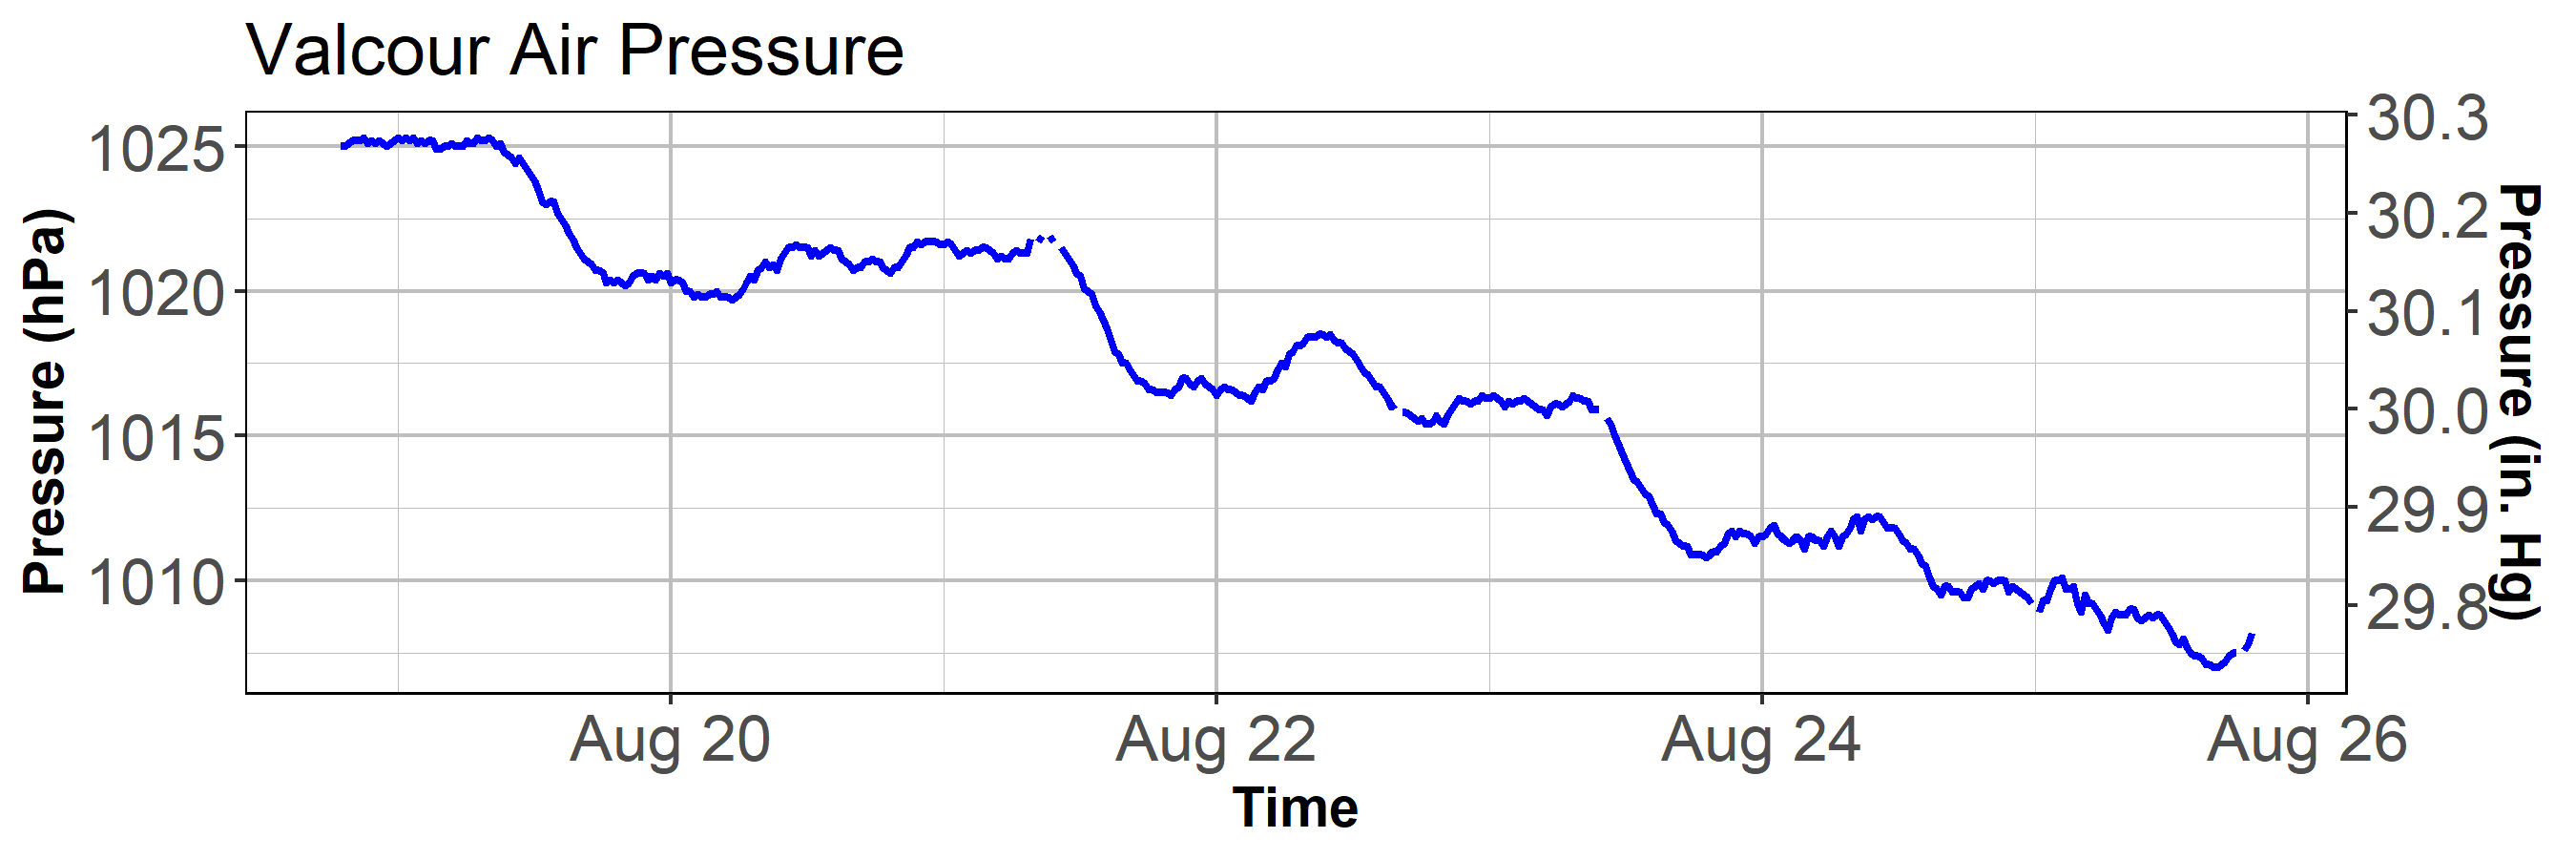 Valcour Air Pressure
Pressure (hPa)
1025
1020
1015
1010
30.3
30.2
30.1
30.0
29.9
29.8
Pressure (in. Hg)
Aug 20
Aug 22
Aug 24
Aug 26
Time